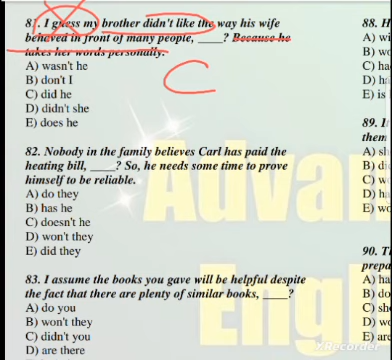 81. I guess my brother didn't like the way his wife
behaved in front of many people, ____? Because he
takes her words personally.
A) wasn't he
B) don't I
C) did he
D) didn't she
E) does he
C
82. Nobody in the family believes Carl has paid the
heating bill, ____? So, he needs some time to prove
himself to be reliable.
A) do they
B) has he
C) doesn't he
D) won't they
E) did they
83. I assume the books you gave will be helpful despite
the fact that there are plenty of similar books, ____?
A) do you
B) won't they
C) didn't you
D) are there
88.
A)
B)
C)
D)
E) is
89.
them
A)
B)
C)
D)
E)
90.
A)
B)
C)
D)
E)
Advan
Engl
XRecorder